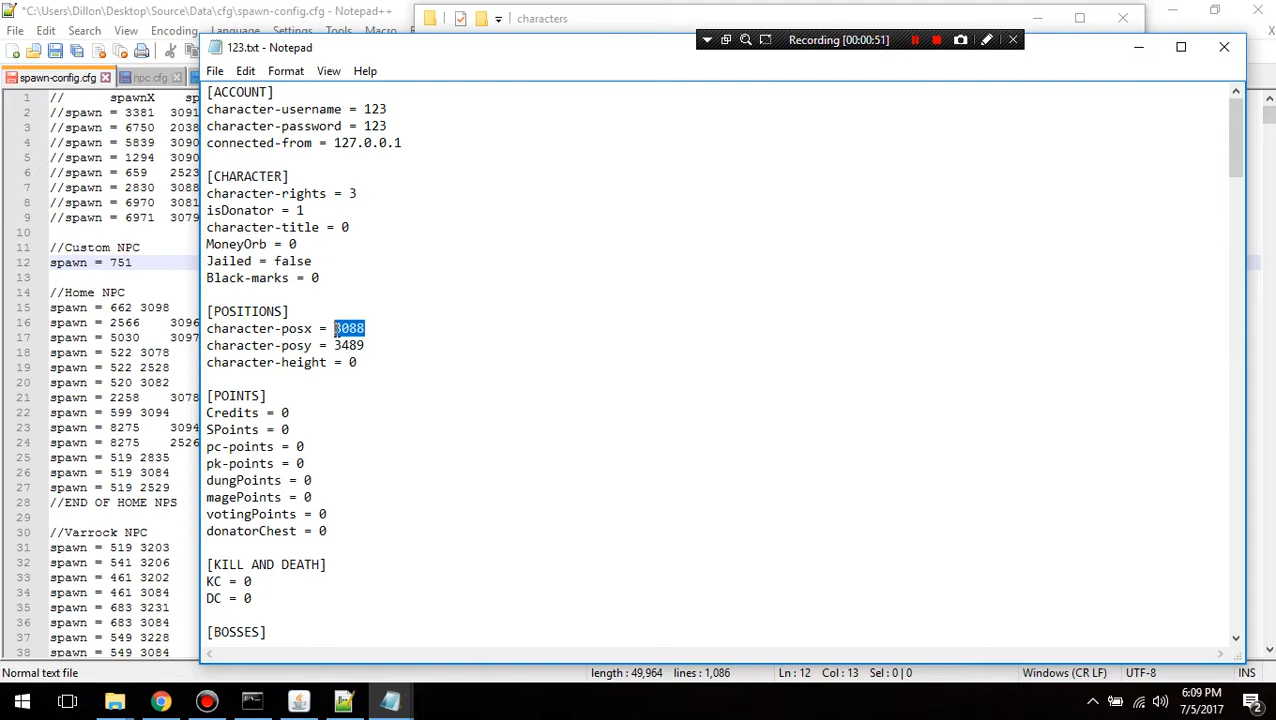 *C:\Users\Dillon\Desktop\Source\Data\cfg\spawn-config.cfg - Notepad++
characters
File Edit Search View Encoding Language Settings Tools Macro
Recording [00:00:51]
123.txt - Notepad
File Edit Format View Help
spawn-config.cfg npc.cfg
1 // spawnX sp
2 //spawn = 3381 3091
3 //spawn = 6750 2038
4 //spawn = 5839 3090
5 //spawn = 1294 3090
6 //spawn = 659 2523
7 //spawn = 2830 3088
8 //spawn = 6970 3081
9 //spawn = 6971 3079
10
11 //Custom NPC
12 spawn = 751
13
14 //Home NPC
15 spawn = 662 3098
16 spawn = 2566 3096
17 spawn = 5030 3097
18 spawn = 522 3078
19 spawn = 522 2528
20 spawn = 520 3082
21 spawn = 2258 3078
22 spawn = 599 3094
23 spawn = 8275 3094
24 spawn = 8275 2526
25 spawn = 519 2835
26 spawn = 519 3084
27 spawn = 519 2529
28 //END OF HOME NPS
29
30 //Varrock NPC
31 spawn = 519 3203
32 spawn = 541 3206
33 spawn = 461 3202
34 spawn = 461 3084
35 spawn = 683 3231
36 spawn = 683 3084
37 spawn = 549 3228
38 spawn = 549 3084
[ACCOUNT]
character-username = 123
character-password = 123
connected-from = 127.0.0.1
[CHARACTER]
character-rights = 3
isDonator = 1
character-title = 0
MoneyOrb = 0
Jailed = false
Black-marks = 0
[POSITIONS]
character-posx = 3088
character-posy = 3489
character-height = 0
[POINTS]
Credits = 0
SPoints = 0
pc-points = 0
pk-points = 0
dungPoints = 0
magePoints = 0
votingPoints = 0
donatorChest = 0
[KILL AND DEATH]
KC = 0
DC = 0
[BOSSES]
Normal text file length : 49,964 lines : 1,086 Ln : 12 Col : 13 Sel : 0 | 0 Windows (CR LF) UTF-8 INS
6:09 PM
7/5/2017
2